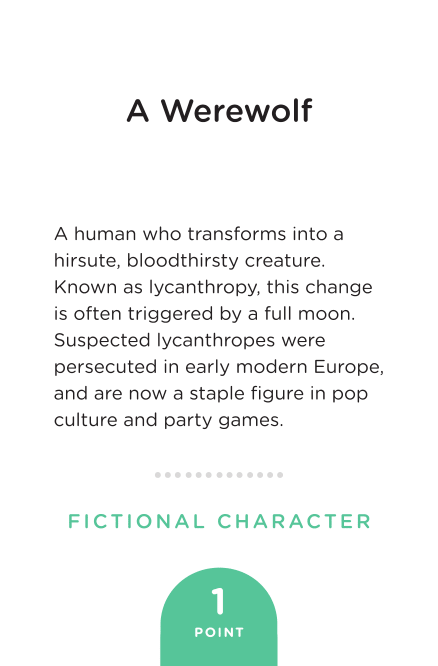 A Werewolf
A human who transforms into a
hirsute, bloodthirsty creature.
Known as lycanthropy, this change
is often triggered by a full moon.
Suspected lycanthropes were
persecuted in early modern Europe,
and are now a staple figure in pop
culture and party games.
FICTIONAL CHARACTER
1
POINT